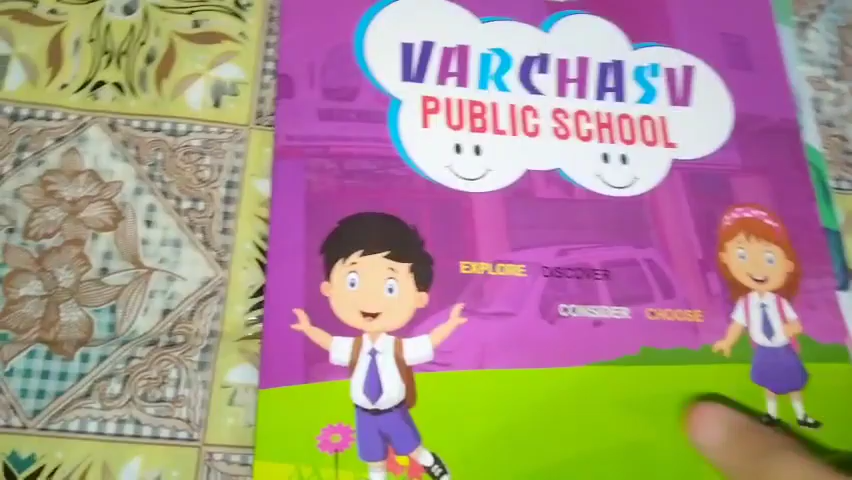 VARCHASV
PUBLIC SCHOOL
EXPLORE DISCOVER
CONSIDER CHOOSE